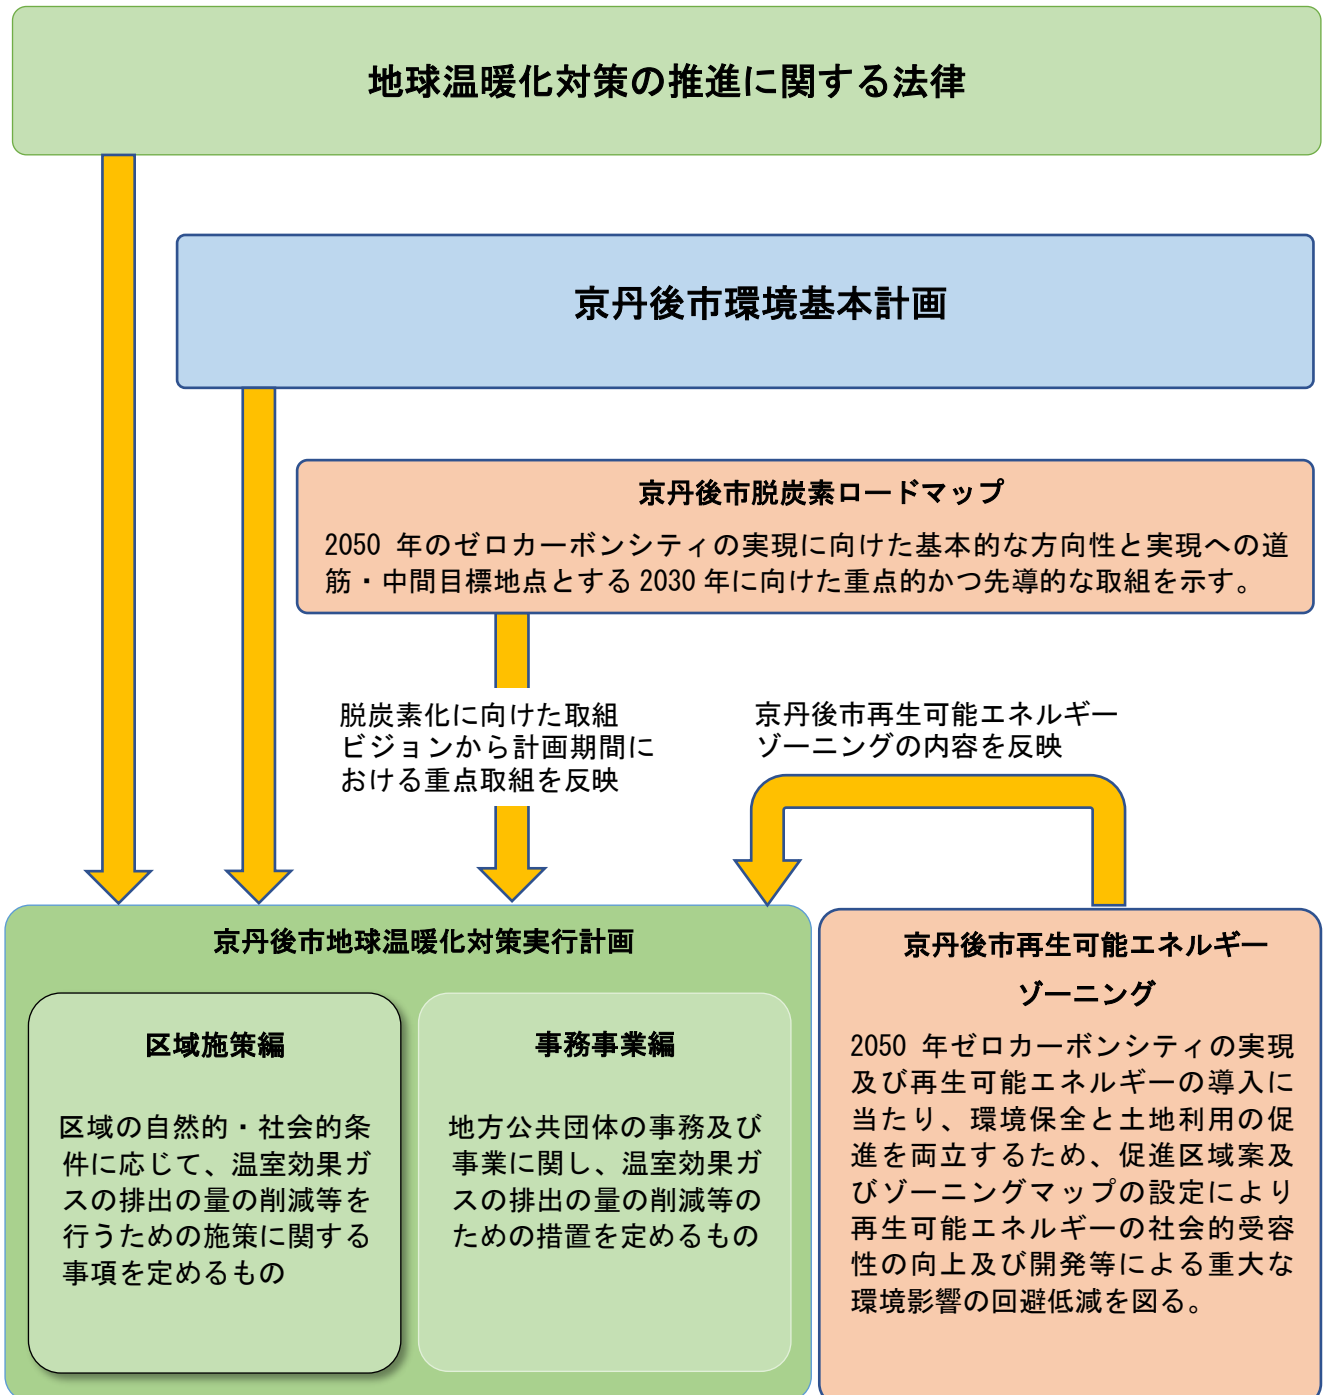 地球温暖化対策の推進に関する法律
京丹後市環境基本計画
京丹後市脱炭素ロードマップ
2050 年のゼロカーボンシティの実現に向けた基本的な方向性と実現への道
筋・中間目標地点とする 2030 年に向けた重点的かつ先導的な取組を示す。
脱炭素化に向けた取組
ビジョンから計画期間に
おける重点取組を反映
京丹後市再生可能エネルギー
ゾーニングの内容を反映
京丹後市地球温暖化対策実行計画
区域施策編
区域の自然的・社会的条
件に応じて、温室効果ガ
スの排出の量の削減等を
行うための施策に関する
事項を定めるもの
事務事業編
地方公共団体の事務及び
事業に関し、温室効果ガ
スの排出の量の削減等の
ための措置を定めるもの
京丹後市再生可能エネルギー
ゾーニング
2050 年ゼロカーボンシティの実現
及び再生可能エネルギーの導入に
当たり、環境保全と土地利用の促
進を両立するため、促進区域案及
びゾーニングマップの設定により
再生可能エネルギーの社会的受容
性の向上及び開発等による重大な
環境影響の回避低減を図る。